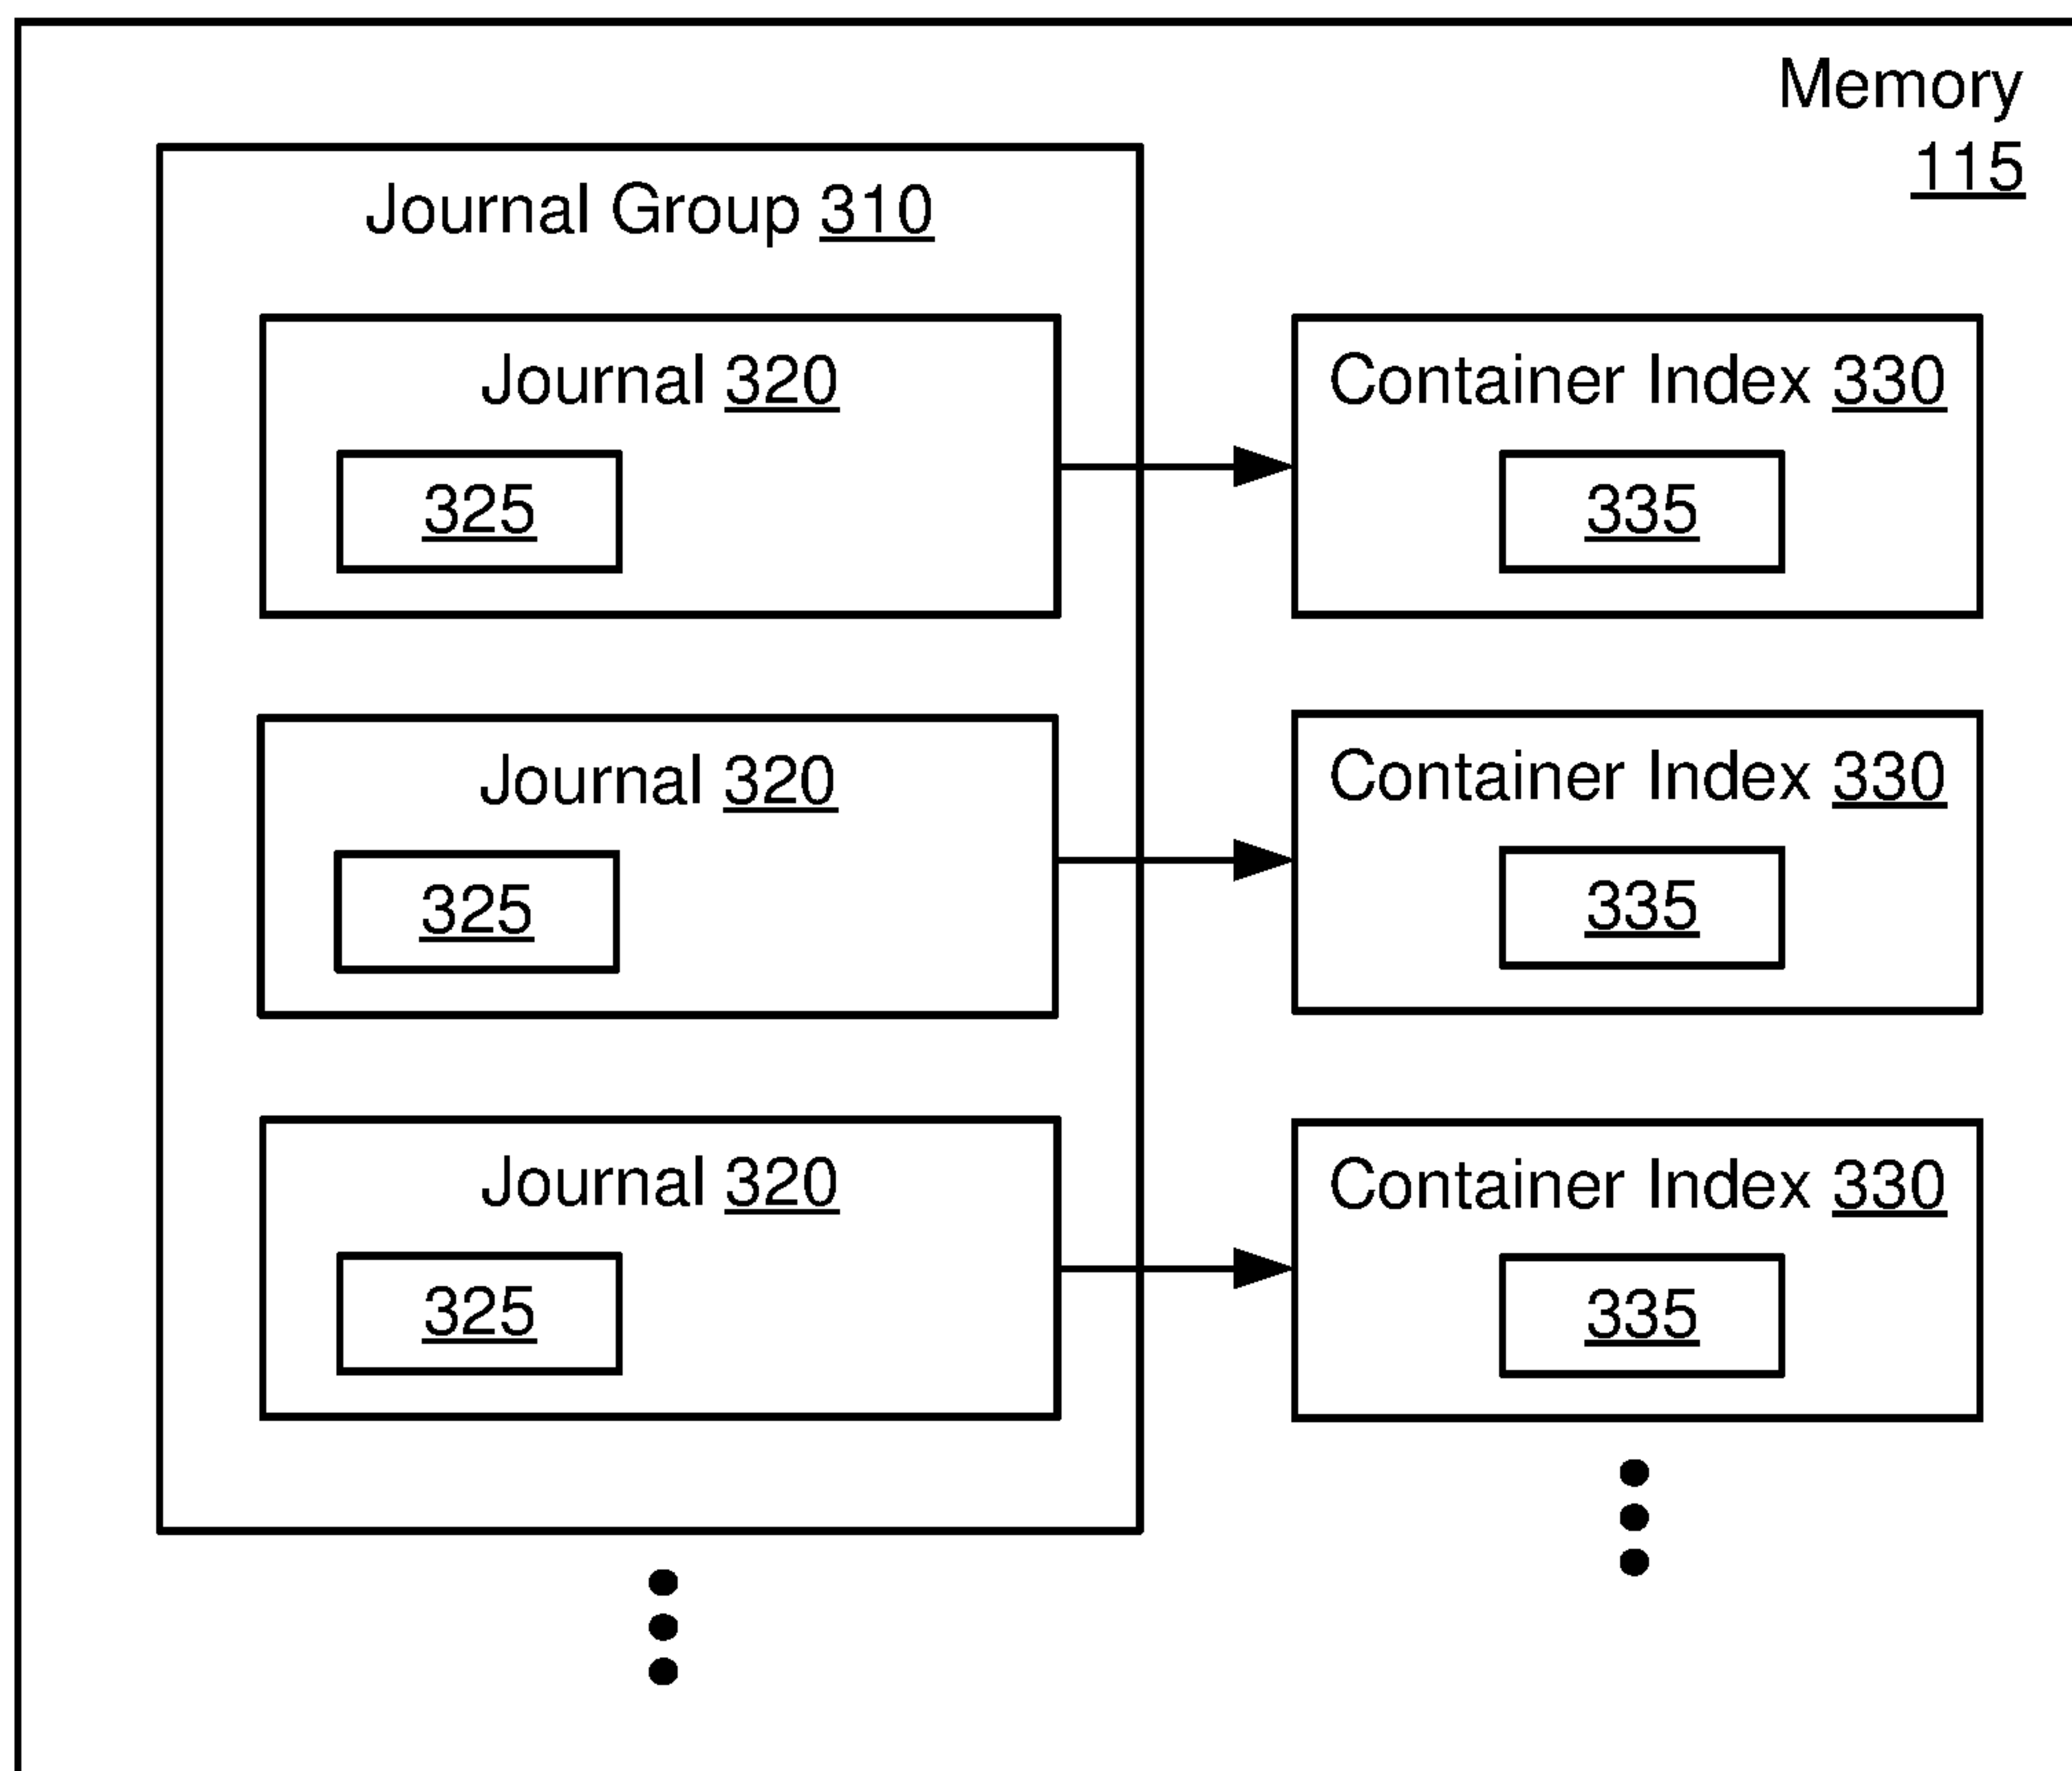 Memory
115
Journal Group 310
Journal 320
325
Container Index 330
335
Journal 320
325
Container Index 330
335
Journal 320
325
Container Index 330
335